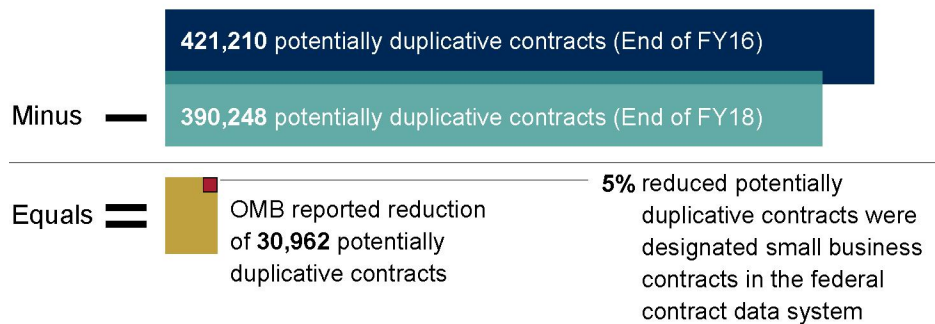 421,210 potentially duplicative contracts (End of FY16)
Minus
390,248 potentially duplicative contracts (End of FY18)
Equals
OMB reported reduction
of 30,962 potentially
duplicative contracts
5% reduced potentially
duplicative contracts were
designated small business
contracts in the federal
contract data system